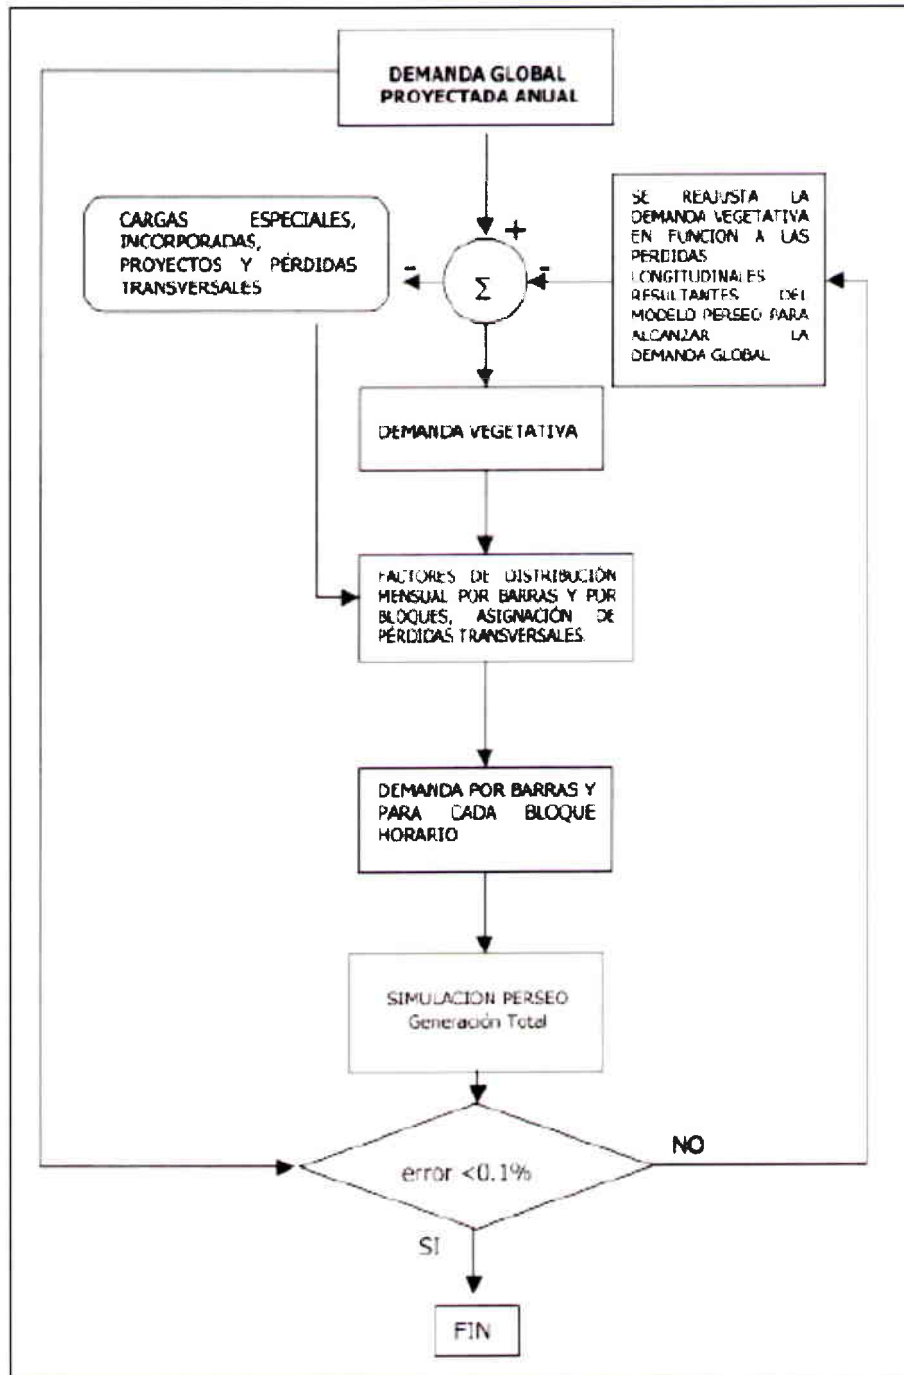 DEMANDA GLOBAL
PROYECTADA ANUAL
CARGAS ESPECIALES,
INCORPORADAS,
PROYECTOS Y PÉRDIDAS
TRANSVERSALES
+
-
Σ
-
SE REAJUSTA LA
DEMANDA VEGETATIVA
EN FUNCION A LAS
PERDIDAS
LONGITUDINALES
RESULTANTES DEL
MODELO PERSEO PARA
ALCANZAR LA
DEMANDA GLOBAL
DEMANDA VEGETATIVA
FACTORES DE DISTRIBUCIÓN
MENSUAL POR BARRAS Y POR
BLOQUES, ASIGNACIÓN DE
PÉRDIDAS TRANSVERSALES.
DEMANDA POR BARRAS Y
PARA CADA BLOQUE
HORARIO
SIMULACION PERSEO
Generación Total
error <0.1%
NO
SI
FIN